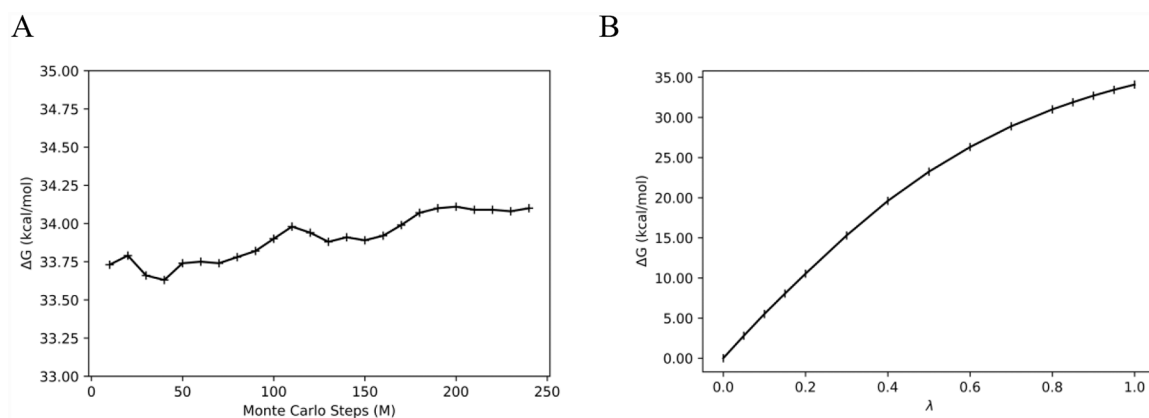 A
35.00
34.75
34.50
34.25
34.00
33.75
33.50
33.25
33.00
ΔG (kcal/mol)
0 50 100 150 200 250
Monte Carlo Steps (M)
B
35.00
30.00
25.00
20.00
15.00
10.00
5.00
0.00
ΔG (kcal/mol)
0.0 0.2 0.4 0.6 0.8 1.0
λ